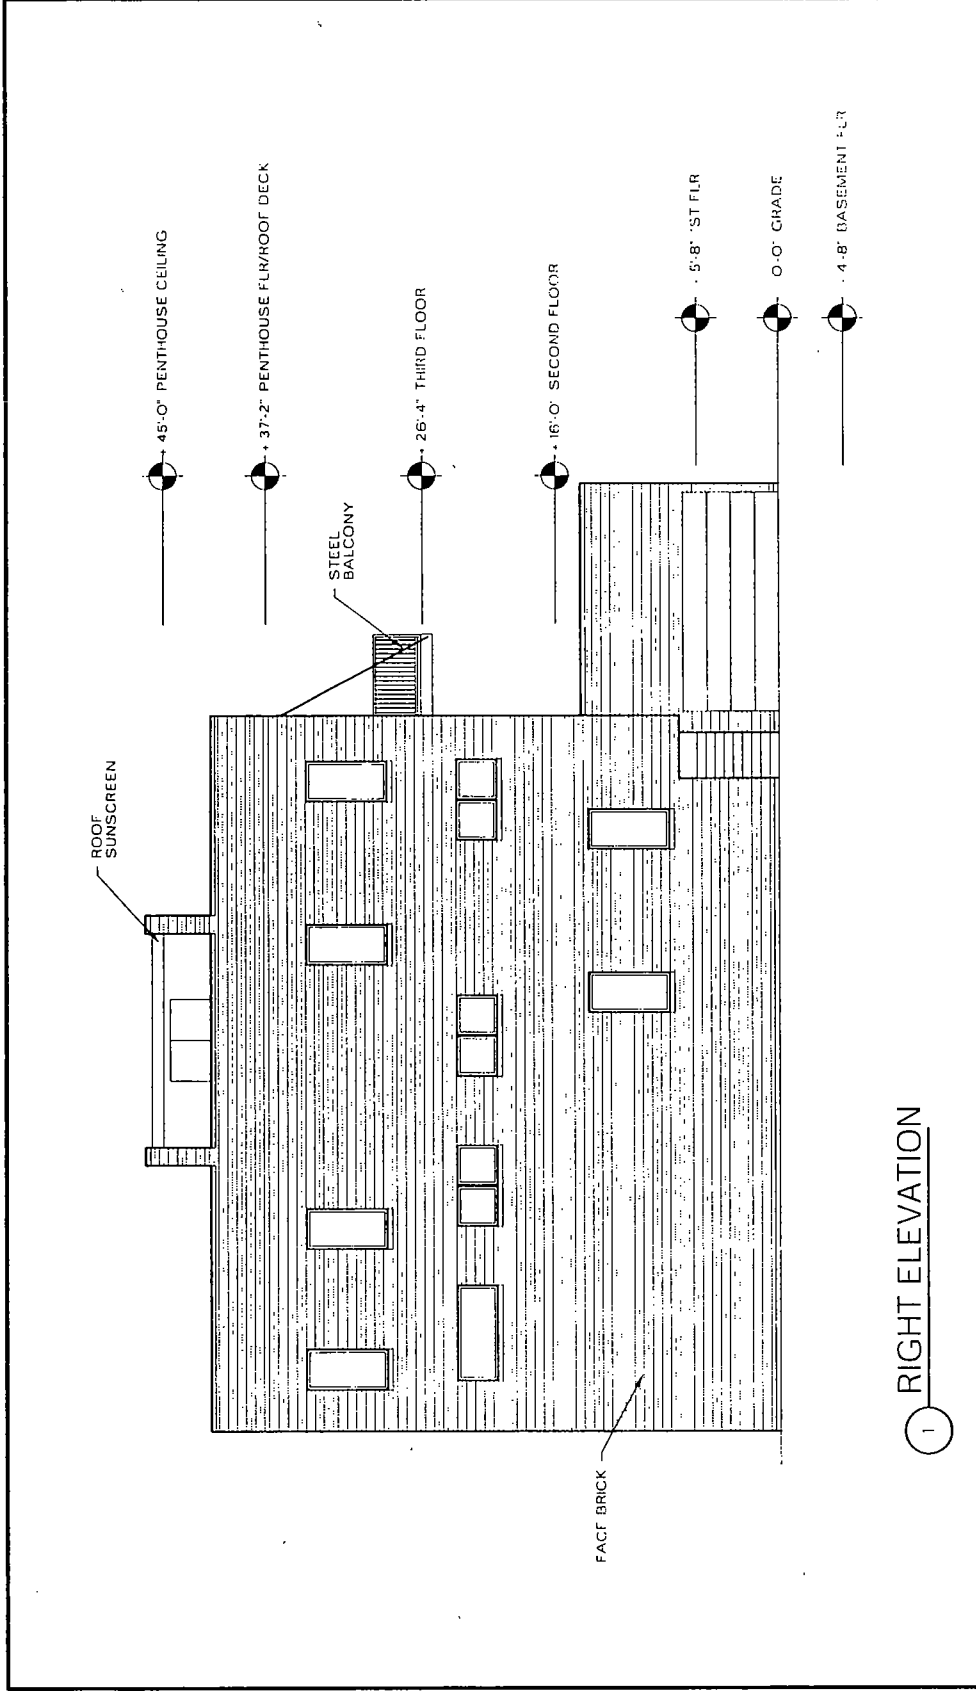 ROOF
SUNSCREEN
+ 45'-0" PENTHOUSE CEILING
+ 37'-2" PENTHOUSE FLR/ROOF DECK
STEEL
BALCONY
+ 26'-4" THIRD FLOOR
+ 16'-0" SECOND FLOOR
5'-8" 1ST FLR
0'-0" GRADE
- 4'-8" BASEMENT FLR
FACE BRICK
1
RIGHT ELEVATION